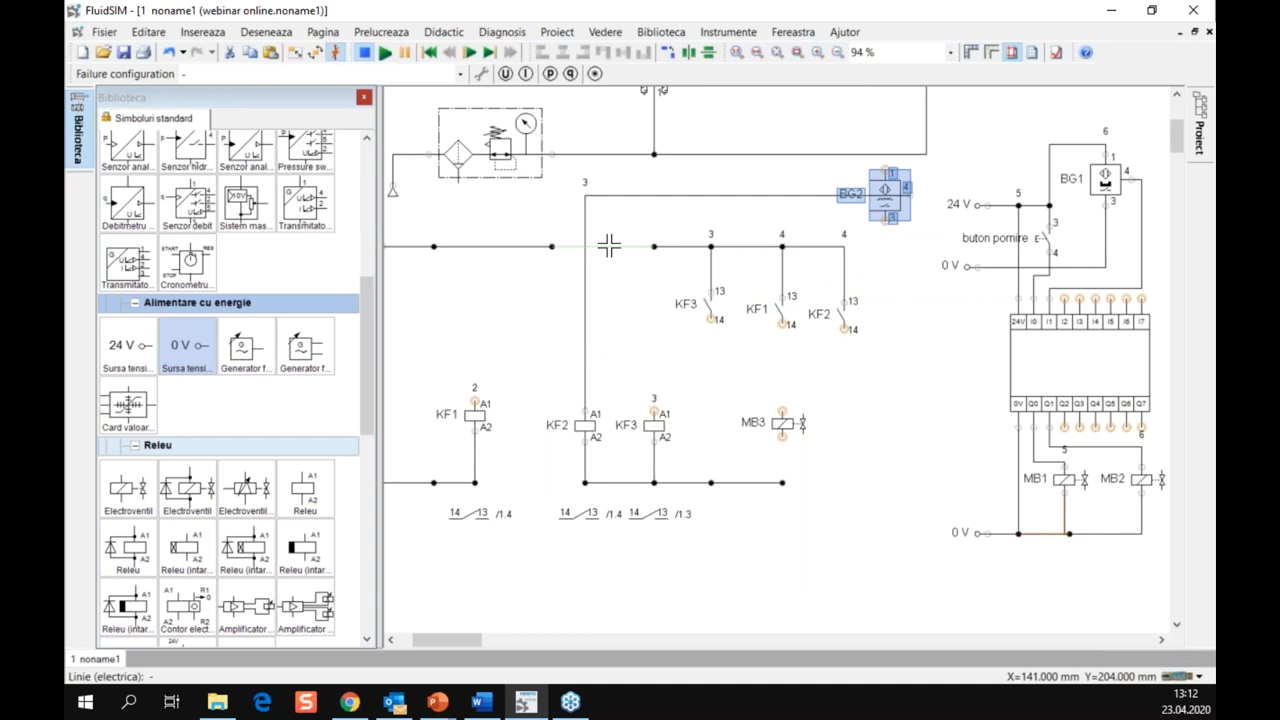 FluidSIM - [1 noname1 (webinar online.noname1)]
Fisier Editare Insereaza Deseneaza Pagina Prelucreaza Didactic Diagnosis Proiect Vedere Biblioteca Instrumente Fereastra Ajutor
94 %
Failure configuration -
Biblioteca
Biblioteca
Simboluri standard
Senzor anal... Senzor hidr... Senzor anal... Pressure sw...
Debitmetru ... Senzor debit Sistem mas... Transmitato...
Transmitato... Cronometru...
Alimentare cu energie
24 V 0 V
Sursa tensi... Sursa tensi... Generator f... Generator f...
Card valoar...
Releu
Electroventil Electroventil Electroventil... Releu
Releu Releu (intar... Releu (intar... Releu (intar...
Releu (intar... Contor elect... Amplificator ... Amplificator ...
Proiect
3
BG2 1 4 3
3 4 4
KF3 13 14
KF1 13 14
KF2 13 14
2
KF1 A1 A2
KF2 A1 A2
3
KF3 A1 A2
MB3
14 13 /1.4
14 13 /1.4
14 13 /1.3
6
BG1 1 4 3
24 V 5
buton pornire 3 4
0 V
24V I0 I1 I2 I3 I4 I5 I6 I7
0V Q0 Q1 Q2 Q3 Q4 Q5 Q6 Q7
5 6
MB1 MB2
0 V
1 noname1
Linie (electrica): -
X=141.000 mm Y=204.000 mm
13:12
23.04.2020